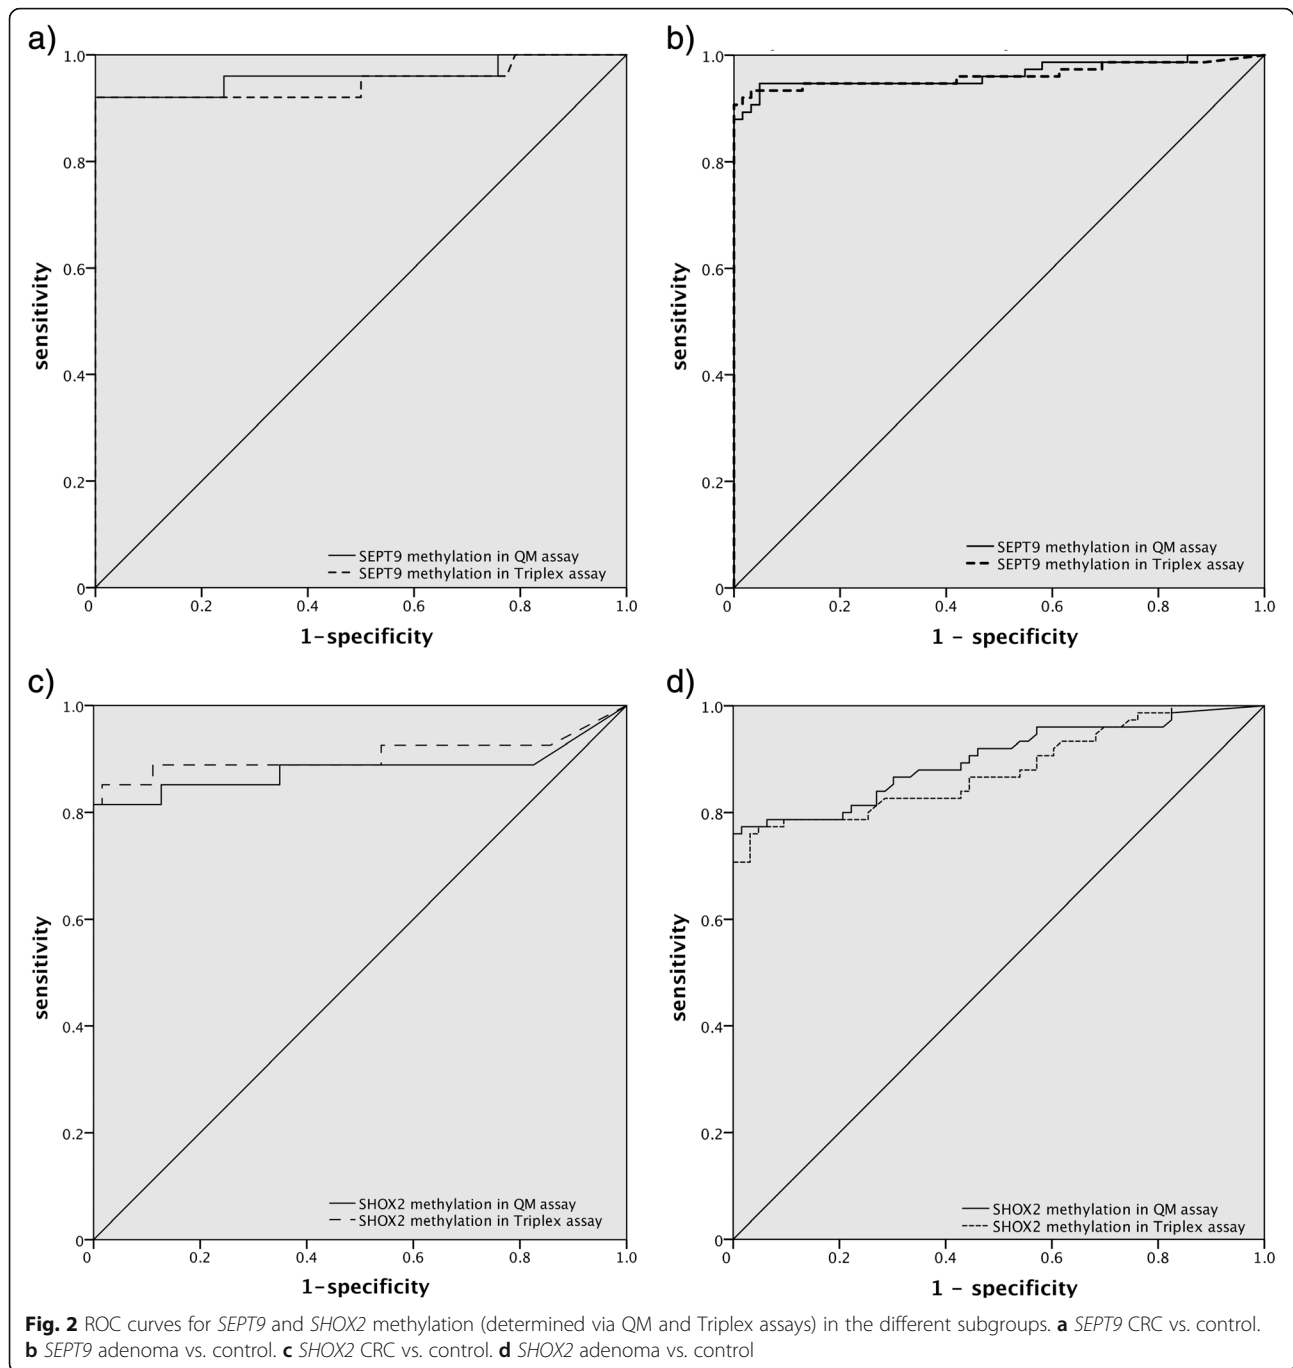 a)
1.0
0.8
0.6
0.4
0.2
0
sensitivity
SEPT9 methylation in QM assay
SEPT9 methylation in Triplex assay
0 0.2 0.4 0.6 0.8 1.0
1-specificity
b)
1.0
0.8
0.6
0.4
0.2
0
sensitivity
SEPT9 methylation in QM assay
SEPT9 methylation in Triplex assay
0 0.2 0.4 0.6 0.8 1.0
1 - specificity
c)
1.0
0.8
0.6
0.4
0.2
0
sensitivity
SHOX2 methylation in QM assay
SHOX2 methylation in Triplex assay
0 0.2 0.4 0.6 0.8 1.0
1-specificity
d)
1.0
0.8
0.6
0.4
0.2
0
sensitivity
SHOX2 methylation in QM assay
SHOX2 methylation in Triplex assay
0 0.2 0.4 0.6 0.8 1.0
1 - specificity
Fig. 2 ROC curves for SEPT9 and SHOX2 methylation (determined via QM and Triplex assays) in the different subgroups. a SEPT9 CRC vs. control.
b SEPT9 adenoma vs. control. c SHOX2 CRC vs. control. d SHOX2 adenoma vs. control